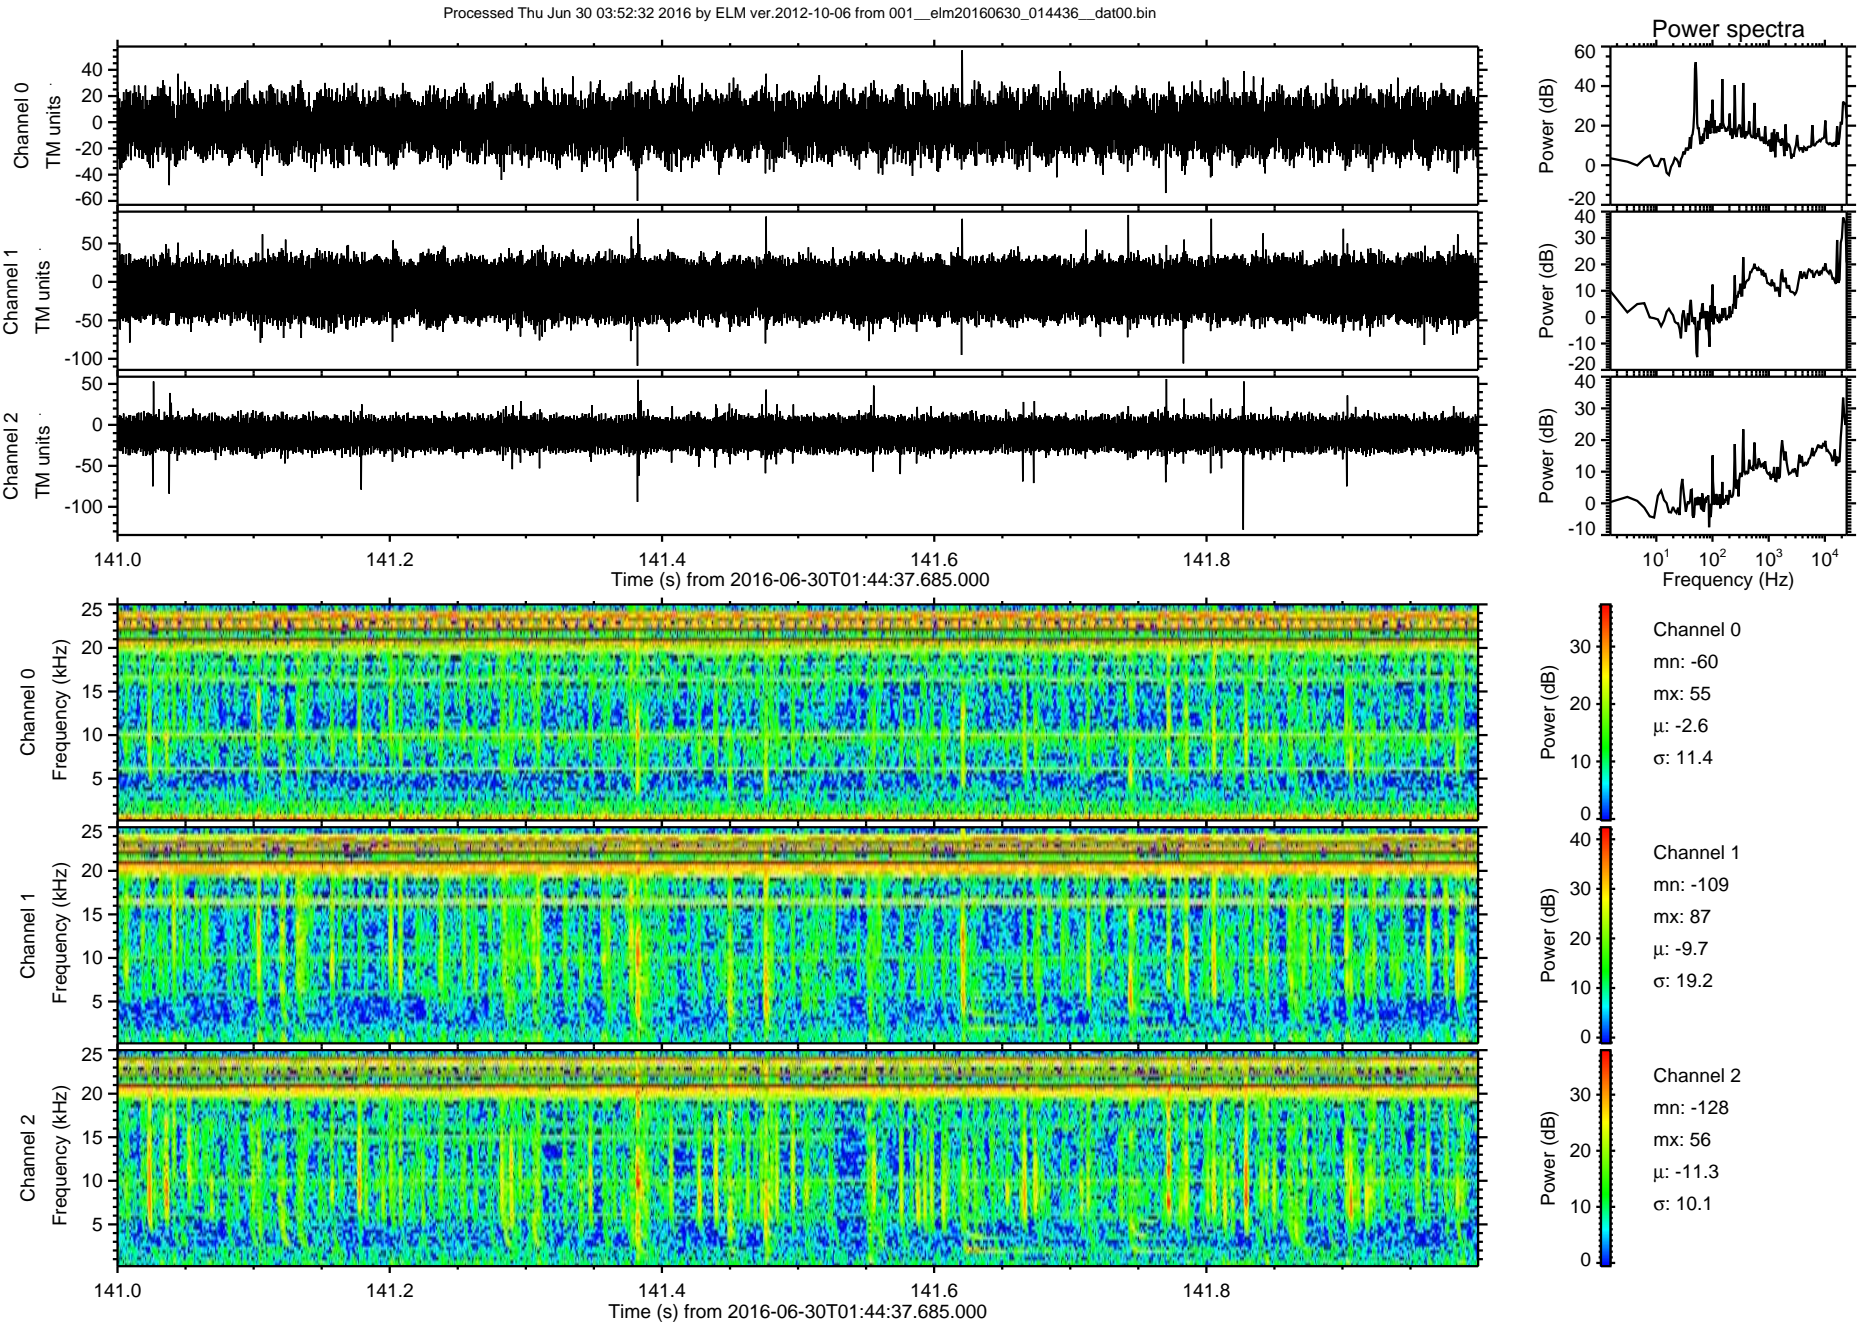 Processed Thu Jun 30 03:52:32 2016 by ELM ver.2012-10-06 from 001__elm20160630_014436__dat00.bin
Power spectra
Channel 0
TM units
40
20
0
-20
-40
-60
Power (dB)
60
40
20
0
-20
Channel 1
TM units
50
0
-50
-100
Power (dB)
40
30
20
10
0
-10
-20
Channel 2
TM units
50
0
-50
-100
Power (dB)
40
30
20
10
0
-10
141.0
141.2
141.4
141.6
141.8
Time (s) from 2016-06-30T01:44:37.685.000
10^1
10^2
10^3
10^4
Frequency (Hz)
Channel 0
Frequency (kHz)
25
20
15
10
5
Power (dB)
30
20
10
0
Channel 0
mn: -60
mx: 55
μ: -2.6
σ: 11.4
Channel 1
Frequency (kHz)
25
20
15
10
5
Power (dB)
40
30
20
10
0
Channel 1
mn: -109
mx: 87
μ: -9.7
σ: 19.2
Channel 2
Frequency (kHz)
25
20
15
10
5
Power (dB)
30
20
10
0
Channel 2
mn: -128
mx: 56
μ: -11.3
σ: 10.1
141.0
141.2
141.4
141.6
141.8
Time (s) from 2016-06-30T01:44:37.685.000